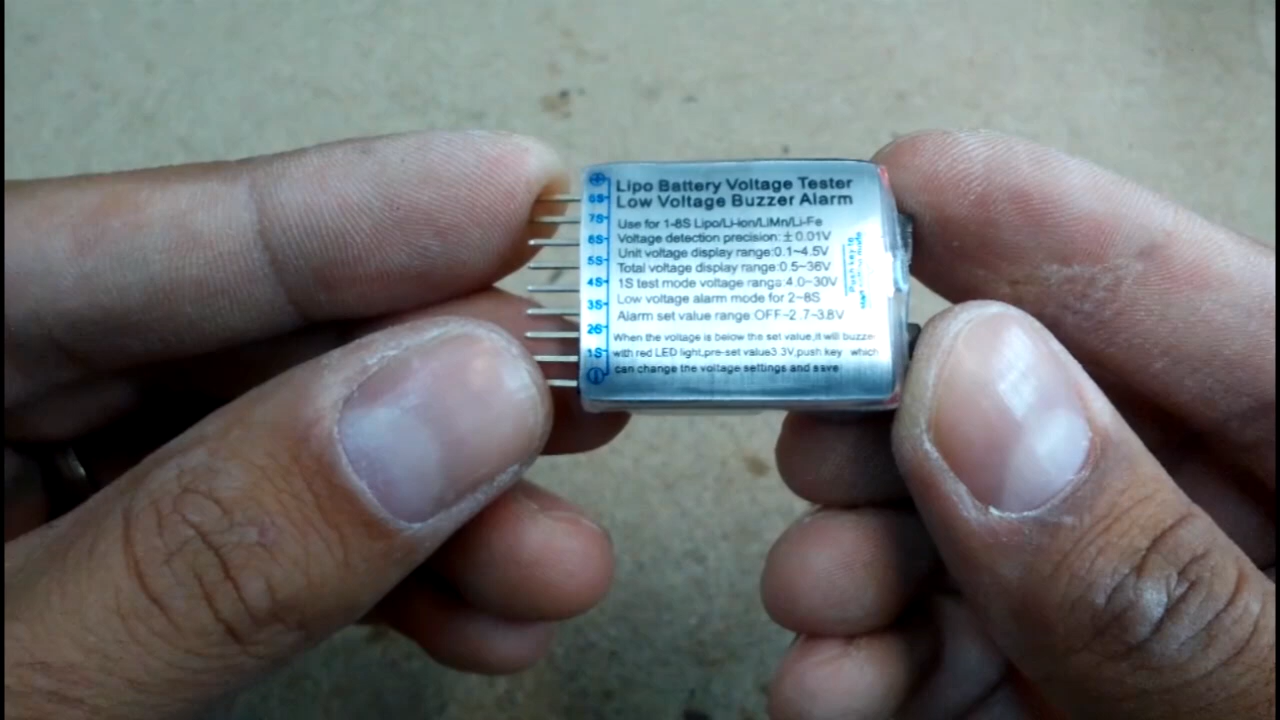 Lipo Battery Voltage Tester
Low Voltage Buzzer Alarm
Use for 1-8S Lipo/Li-ion/LiMn/Li-Fe
Voltage detection precision:±0.01V
Unit voltage display range:0.1~4.5V
Total voltage display range:0.5~36V
1S test mode voltage range:4.0~30V
Low voltage alarm mode for 2~8S
Alarm set value range OFF~2.7~3.8V
When the voltage is below the set value,it will buzzer
with red LED light,pre-set value3.3V,push key which
can change the voltage settings and save
8S
7S
6S
5S
4S
3S
2S
1S
Push key to